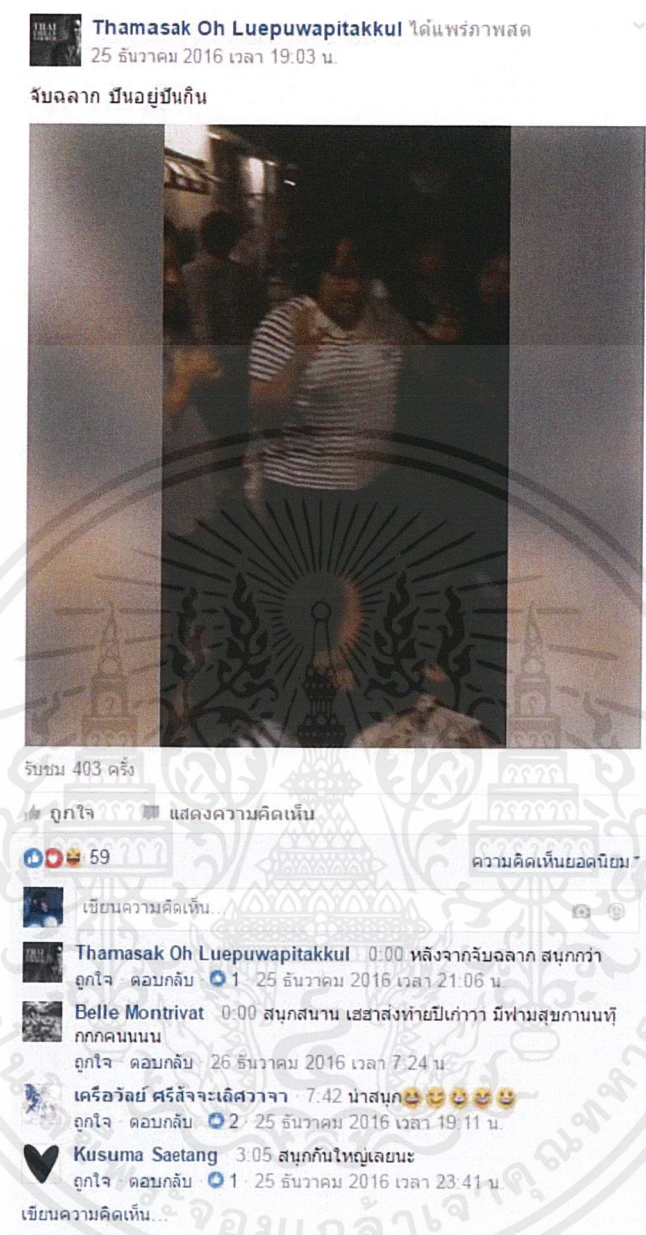 Thamasak Oh Luepuwapitakkul ได้แพร่ภาพสด
25 ธันวาคม 2016 เวลา 19:03 น.
จับฉลาก ปันอยู่ปันกิน
รับชม 403 ครั้ง
ถูกใจ แสดงความคิดเห็น
59 ความคิดเห็นยอดนิยม
เขียนความคิดเห็น...
Thamasak Oh Luepuwapitakkul 0:00 หลังจากจับฉลาก สนุกกว่า
ถูกใจ · ตอบกลับ · 1 · 25 ธันวาคม 2016 เวลา 21:06 น.
Belle Montrivat · 0:00 สนุกสนาน เฮฮาส่งท้ายปีเก่าาา มีฟามสุขกานนทุ๊
กกกคนนนน
ถูกใจ · ตอบกลับ · 26 ธันวาคม 2016 เวลา 7:24 น.
เครือวัลย์ ศรีสัจจะเลิศวาจา · 7:42 น่าสนุก😆😆😆😆😆
ถูกใจ · ตอบกลับ · 2 · 25 ธันวาคม 2016 เวลา 19:11 น.
Kusuma Saetang · 3:05 สนุกกันใหญ่เลยนะ
ถูกใจ · ตอบกลับ · 1 · 25 ธันวาคม 2016 เวลา 23:41 น.
เขียนความคิดเห็น...